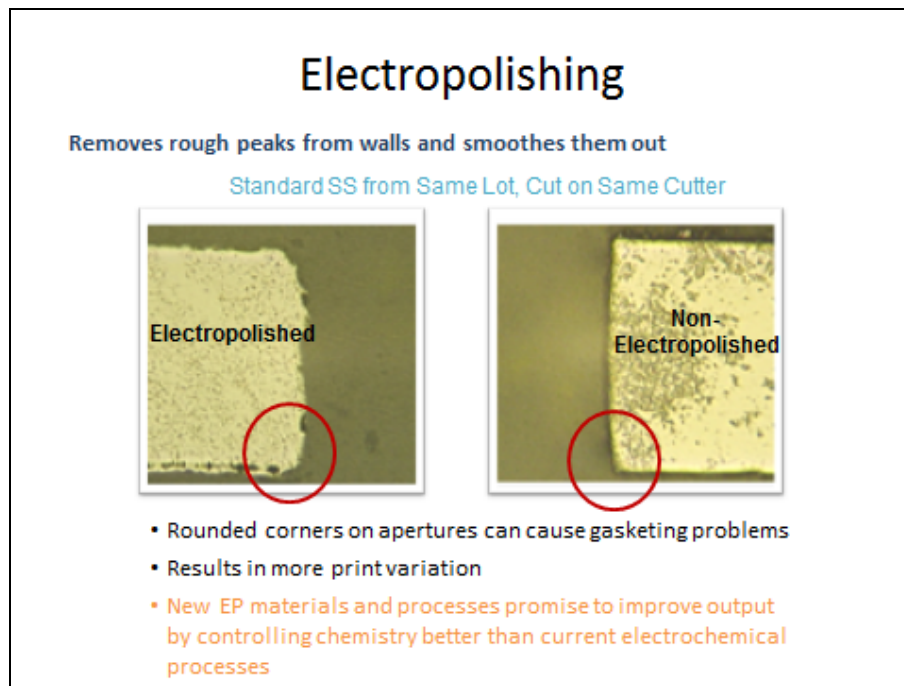 Electropolishing
Removes rough peaks from walls and smoothes them out
Standard SS from Same Lot, Cut on Same Cutter
Electropolished
Non-
Electropolished
• Rounded corners on apertures can cause gasketing problems
• Results in more print variation
• New EP materials and processes promise to improve output
by controlling chemistry better than current electrochemical
processes